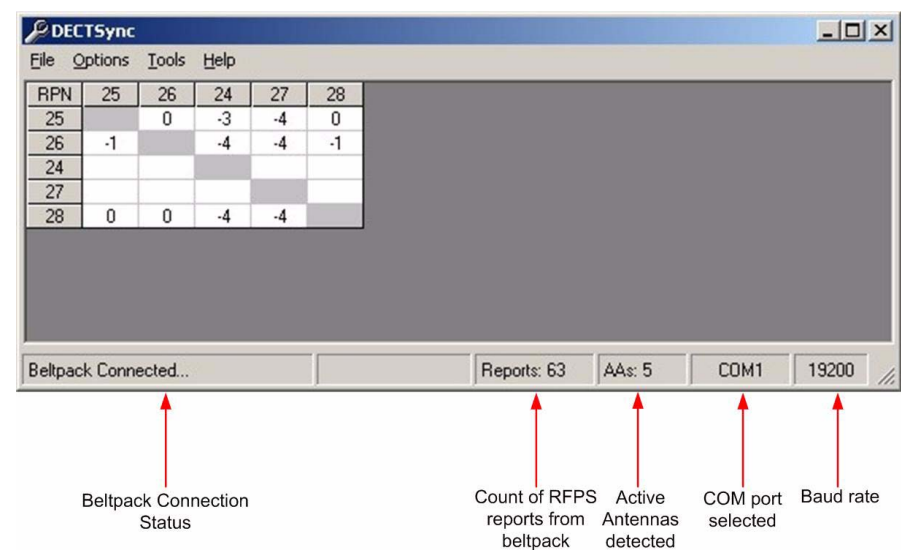 DECTSync
File Options Tools Help
RPN 25 26 24 27 28
25 0 -3 -4 0
26 -1 -4 -4 -1
24
27
28 0 0 -4 -4
Beltpack Connected... Reports: 63 AAs: 5 COM1 19200
Beltpack Connection
Status
Count of RFPS
reports from
beltpack
Active
Antennas
detected
COM port
selected
Baud rate